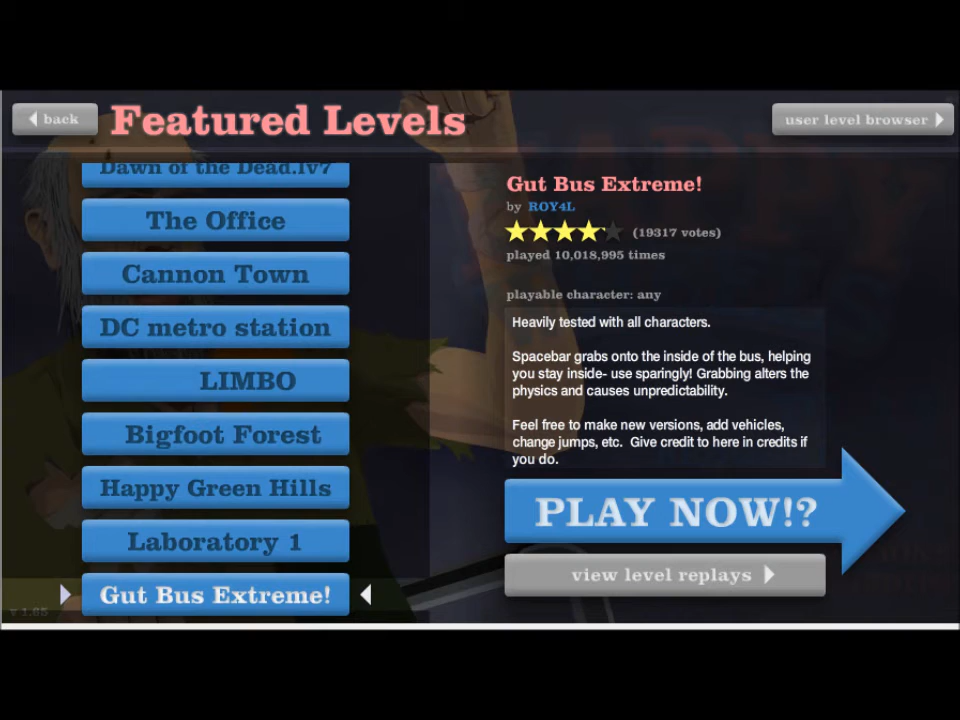 back
Featured Levels
user level browser
Dawn of the Dead.lv7
The Office
Cannon Town
DC metro station
LIMBO
Bigfoot Forest
Happy Green Hills
Laboratory 1
Gut Bus Extreme!
v 1.65
Gut Bus Extreme!
by ROY4L
(19317 votes)
played 10,018,995 times
playable character: any
Heavily tested with all characters.
Spacebar grabs onto the inside of the bus, helping
you stay inside- use sparingly! Grabbing alters the
physics and causes unpredictability.
Feel free to make new versions, add vehicles,
change jumps, etc. Give credit to here in credits if
you do.
PLAY NOW!?
view level replays